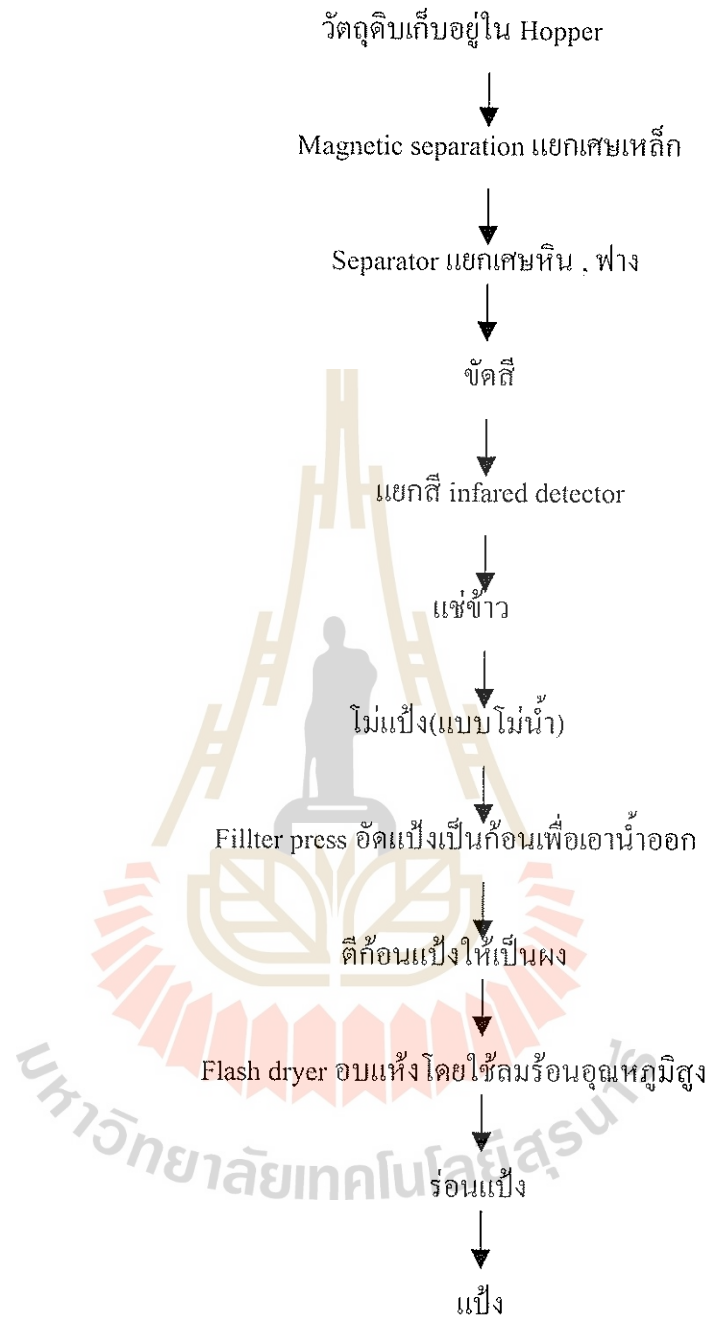 วัตถุดิบเก็บอยู่ใน Hopper
Magnetic separation แยกเศษเหล็ก
Separator แยกเศษหิน , ฟาง
ขัดสี
แยกสี infared detector
แช่ข้าว
โม่แป้ง(แบบโม่น้ำ)
Fillter press อัดแป้งเป็นก้อนเพื่อเอาน้ำออก
ตีก้อนแป้งให้เป็นผง
Flash dryer อบแห้งโดยใช้ลมร้อนอุณหภูมิสูง
มหาวิทยาลัยเทคโนโลยีสุรนารี
ร่อนแป้ง
แป้ง